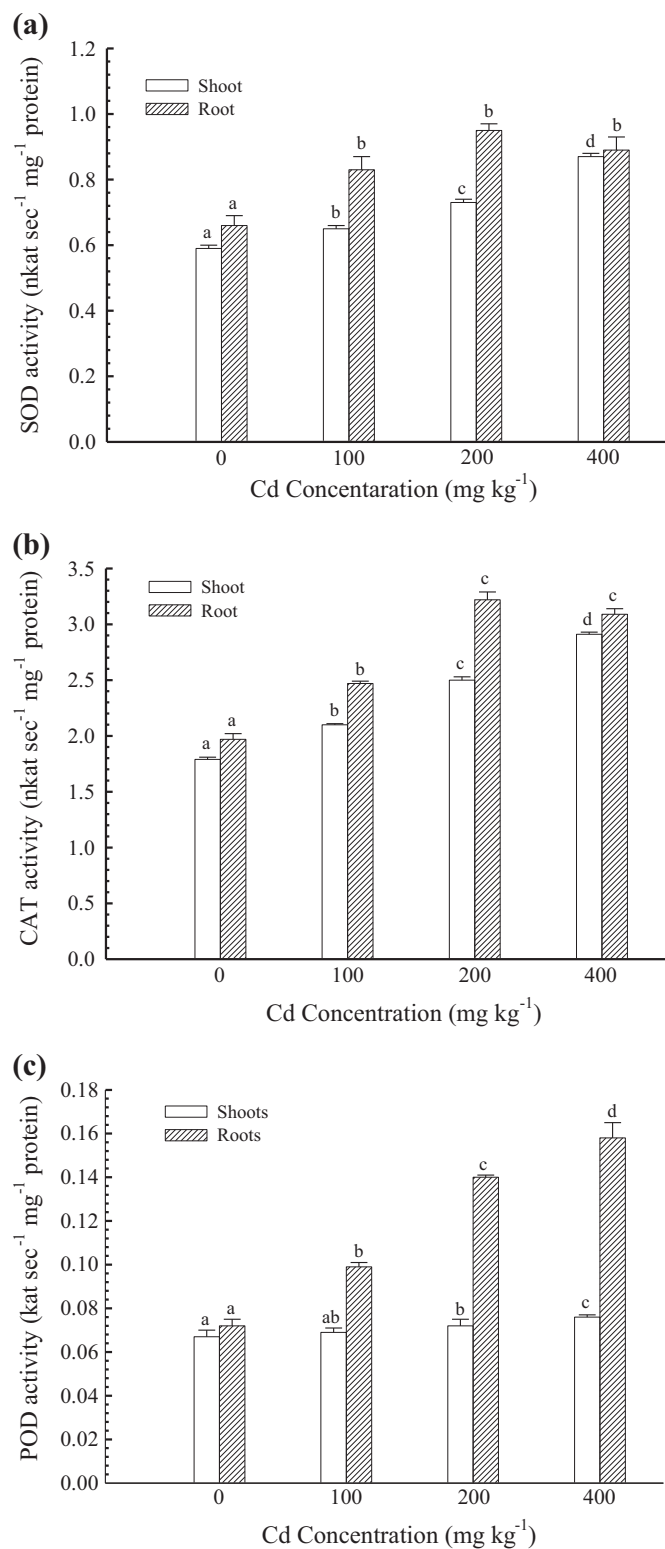 (a)
1.2
1.0
0.8
0.6
0.4
0.2
0.0
SOD activity (nkat sec⁻¹ mg⁻¹ protein)
Shoot
Root
a a b b c b d b
0 100 200 400
Cd Concentaration (mg kg⁻¹)
(b)
3.5
3.0
2.5
2.0
1.5
1.0
0.5
0.0
CAT activity (nkat sec⁻¹ mg⁻¹ protein)
Shoot
Root
a a b b c c d c
0 100 200 400
Cd Concentration (mg kg⁻¹)
(c)
0.18
0.16
0.14
0.12
0.10
0.08
0.06
0.04
0.02
0.00
POD activity (kat sec⁻¹ mg⁻¹ protein)
Shoots
Roots
a a ab b b c c d
0 100 200 400
Cd Concentration (mg kg⁻¹)